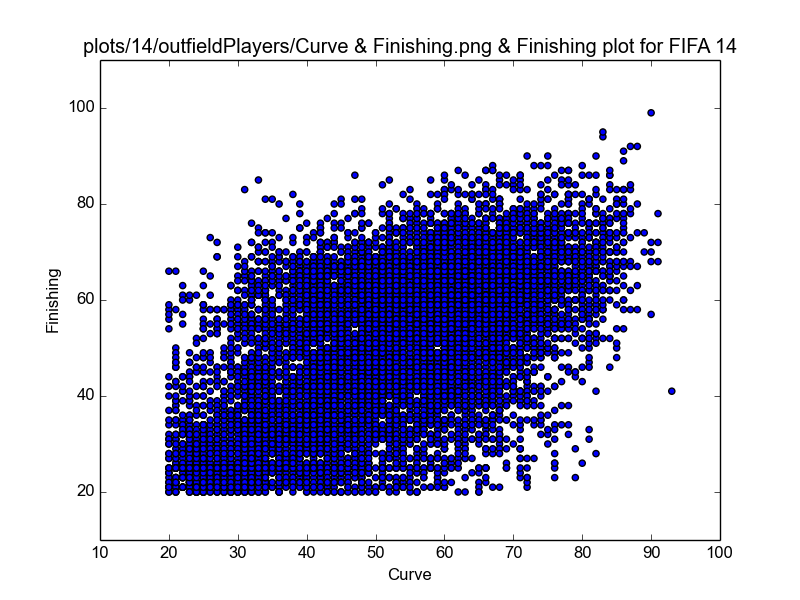 plots/14/outfieldPlayers/Curve & Finishing.png & Finishing plot for FIFA 14
100
80
60
40
20
Finishing
10 20 30 40 50 60 70 80 90 100
Curve